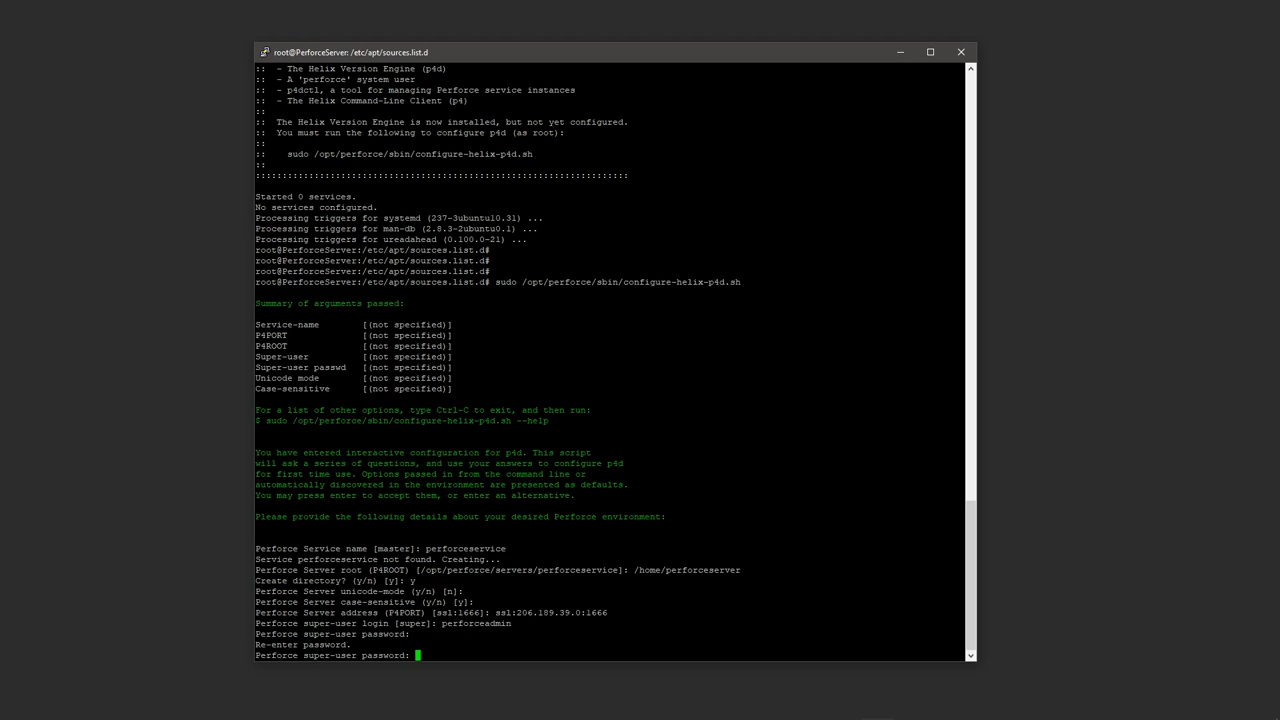 root@PerforceServer: /etc/apt/sources.list.d
::  - The Helix Version Engine (p4d)
::  - A 'perforce' system user
::  - p4dctl, a tool for managing Perforce service instances
::  - The Helix Command-Line Client (p4)
::
::  The Helix Version Engine is now installed, but not yet configured.
::  You must run the following to configure p4d (as root):
::
::    sudo /opt/perforce/sbin/configure-helix-p4d.sh
::
::::::::::::::::::::::::::::::::::::::::::::::::::::::::::::::::::::::
Started 0 services.
No services configured.
Processing triggers for systemd (237-3ubuntu10.31) ...
Processing triggers for man-db (2.8.3-2ubuntu0.1) ...
Processing triggers for ureadahead (0.100.0-21) ...
root@PerforceServer:/etc/apt/sources.list.d#
root@PerforceServer:/etc/apt/sources.list.d#
root@PerforceServer:/etc/apt/sources.list.d#
root@PerforceServer:/etc/apt/sources.list.d# sudo /opt/perforce/sbin/configure-helix-p4d.sh
Summary of arguments passed:
Service-name        [(not specified)]
P4PORT              [(not specified)]
P4ROOT              [(not specified)]
Super-user          [(not specified)]
Super-user passwd   [(not specified)]
Unicode mode        [(not specified)]
Case-sensitive      [(not specified)]
For a list of other options, type Ctrl-C to exit, and then run:
$ sudo /opt/perforce/sbin/configure-helix-p4d.sh --help
You have entered interactive configuration for p4d. This script
will ask a series of questions, and use your answers to configure p4d
for first time use. Options passed in from the command line or
automatically discovered in the environment are presented as defaults.
You may press enter to accept them, or enter an alternative.
Please provide the following details about your desired Perforce environment:
Perforce Service name [master]: perforceservice
Service perforceservice not found. Creating...
Perforce Server root (P4ROOT) [/opt/perforce/servers/perforceservice]: /home/perforceserver
Create directory? (y/n) [y]: y
Perforce Server unicode-mode (y/n) [n]:
Perforce Server case-sensitive (y/n) [y]:
Perforce Server address (P4PORT) [ssl:1666]: ssl:206.189.39.0:1666
Perforce super-user login [super]: perforceadmin
Perforce super-user password:
Re-enter password.
Perforce super-user password: